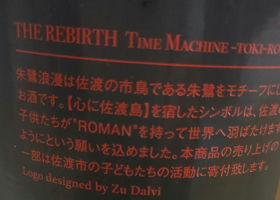 THE REBIRTH TIME MACHINE -TOKI-RO
朱鷺浪漫は佐渡の市鳥である朱鷺をモチーフにし
お酒です。【心に佐渡島】を宿したシンボルは、佐渡
子供たちが"ROMAN"を持って世界へ羽ばたけます
ようにという願いを込めました。本商品の売り上げの
一部は佐渡市の子どもたちの活動に寄付致します。
Logo designed by Zu Dalvi